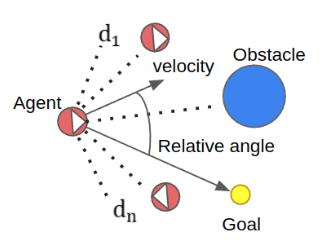 d₁
Obstacle
velocity
Agent
Relative angle
dₙ
Goal